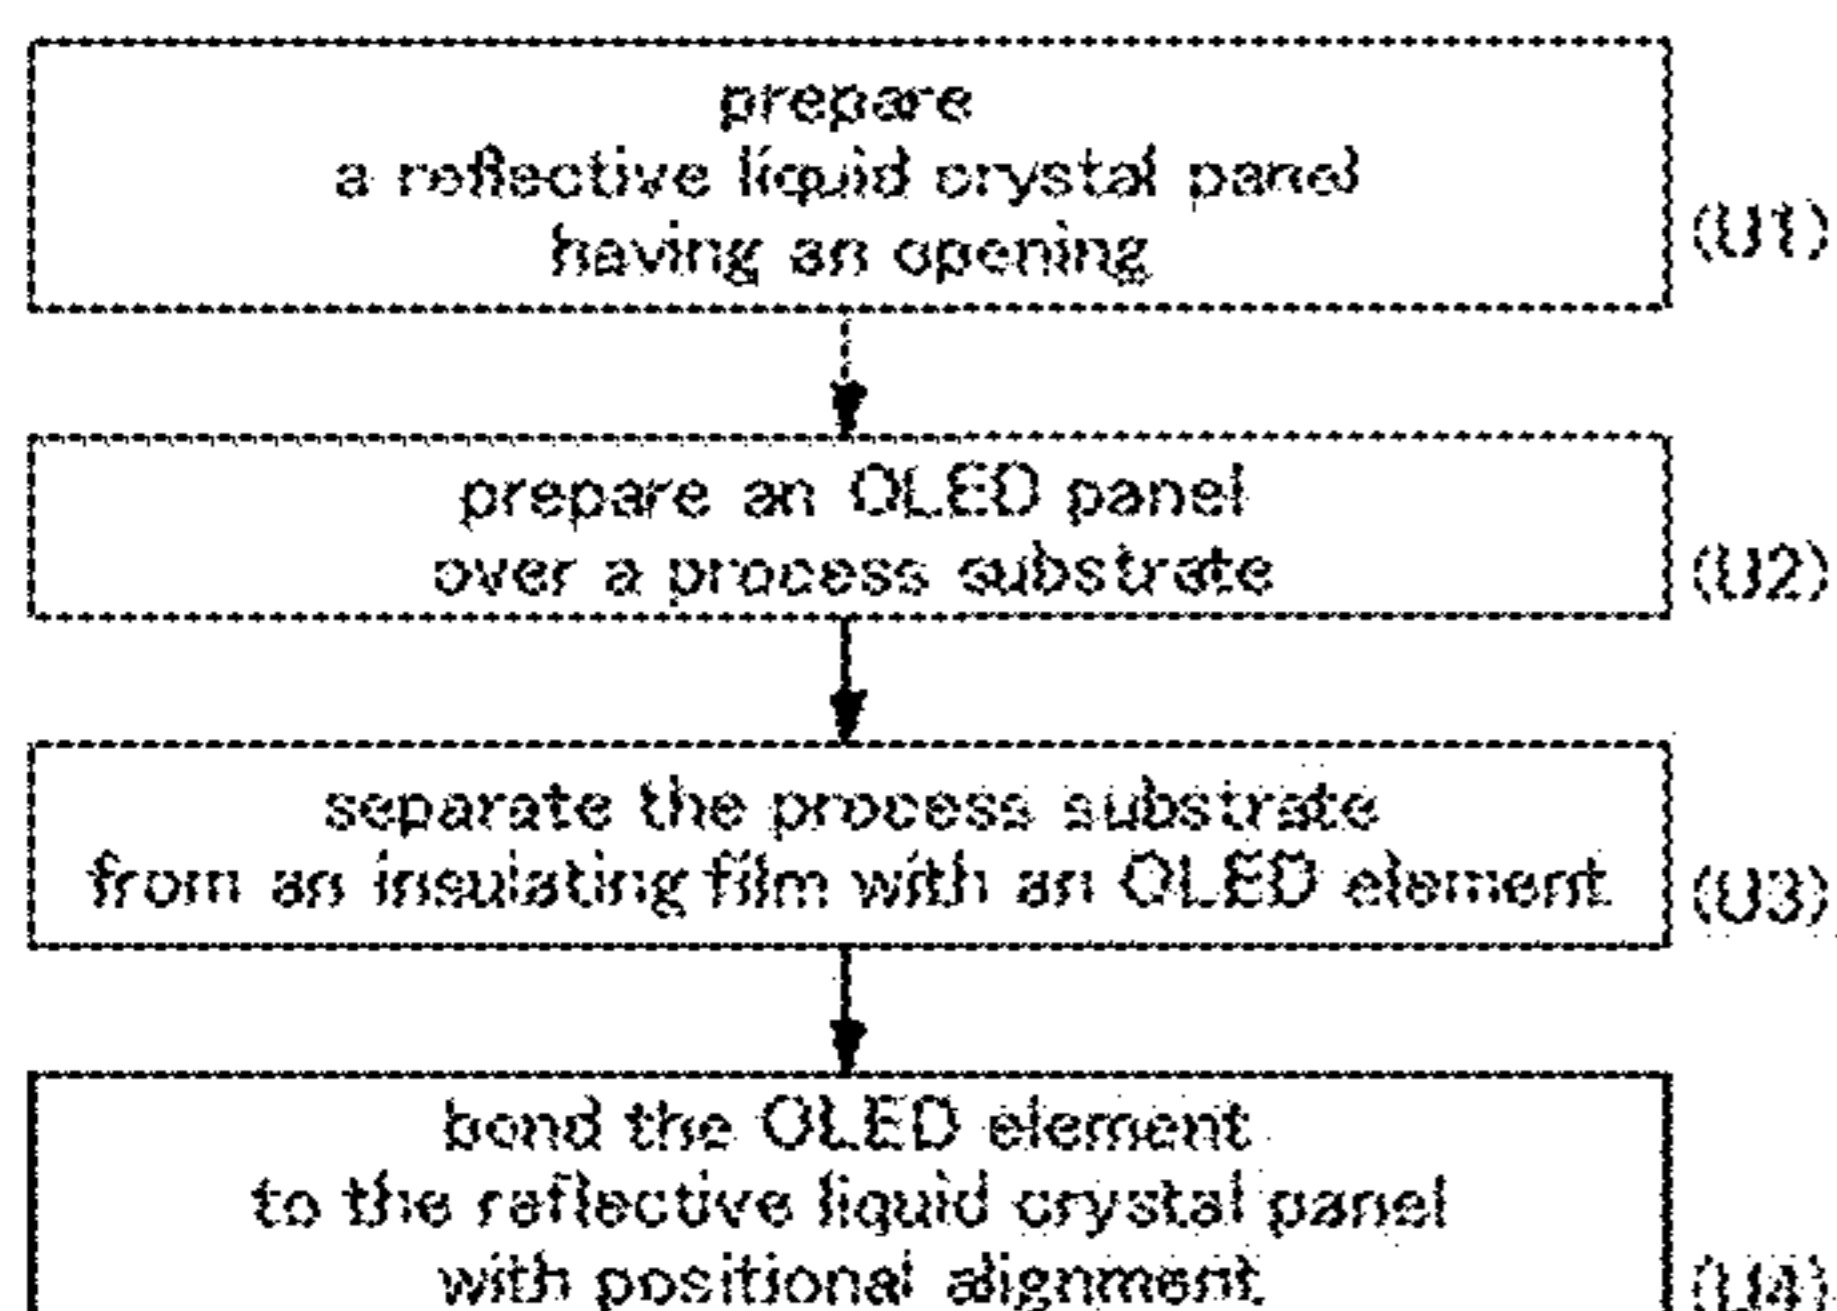 prepare
a reflective liquid crystal panel
having an opening
(U1)
prepare an OLED panel
over a process substrate
(U2)
separate the process substrate
from an insulating film with an OLED element
(U3)
bond the OLED element
to the reflective liquid crystal panel
with positional alignment
(U4)